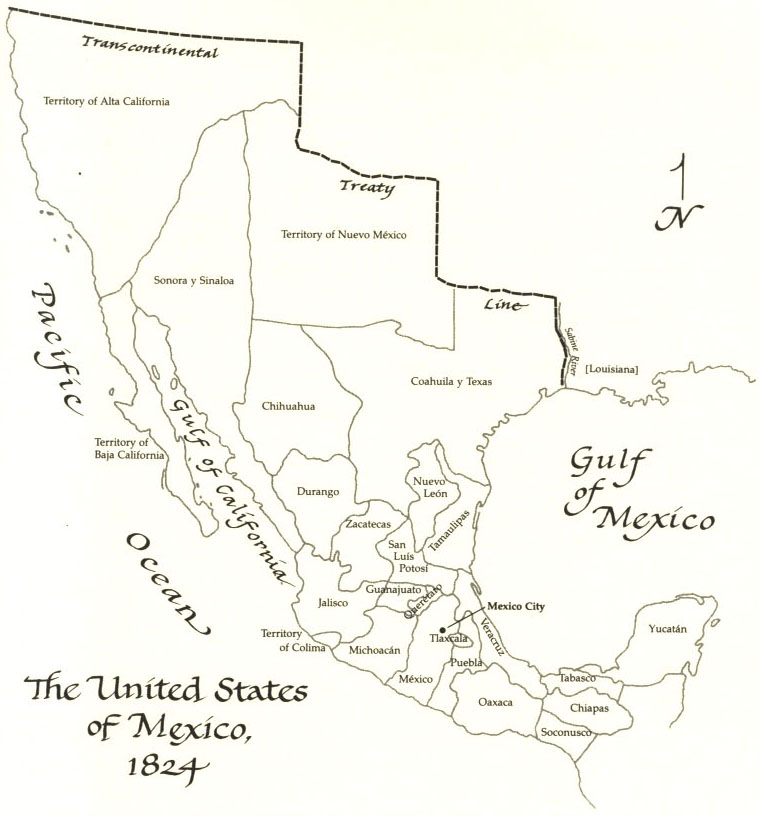 Transcontinental
Territory of Alta California
Treaty
N
Territory of Nuevo México
Sonora y Sinaloa
Line
Pacific
Sabine
River
[Louisiana]
Coahuila y Texas
Chihuahua
Gulf of California
Territory of
Baja California
Gulf
of
Mexico
Nuevo
León
Durango
Zacatecas
Tamaulipas
San
Luís
Potosí
Ocean
Guanajuato
Querétaro
Jalisco
Mexico City
Territory
of Colima
Tlaxcala
Veracruz
Yucatán
Michoacán
Puebla
México
Tabasco
The United States
of Mexico,
1824
Oaxaca
Chiapas
Soconusco